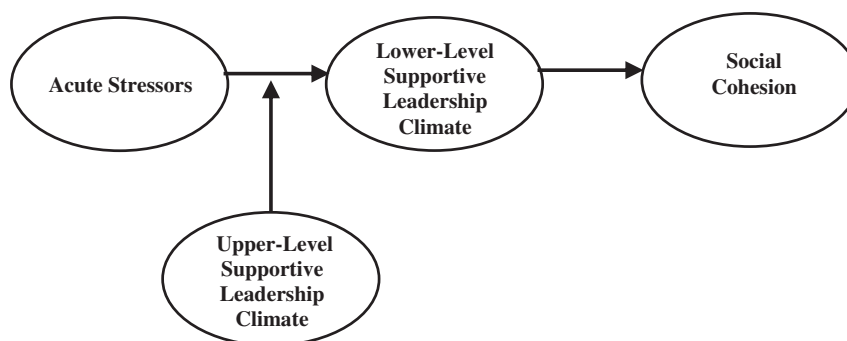 Acute Stressors
Lower-Level
Supportive
Leadership
Climate
Social
Cohesion
Upper-Level
Supportive
Leadership
Climate